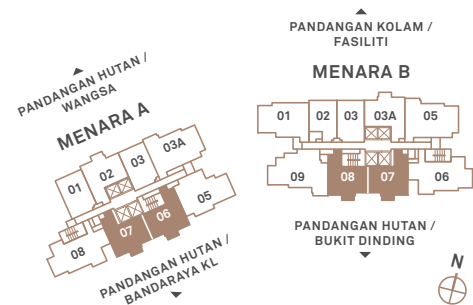 PANDANGAN HUTAN /
WANGSA
MENARA A
01
02
03
03A
05
06
07
08
PANDANGAN HUTAN /
BANDARAYA KL
PANDANGAN KOLAM /
FASILITI
MENARA B
01
02
03
03A
05
09
08
07
06
PANDANGAN HUTAN /
BUKIT DINDING
N